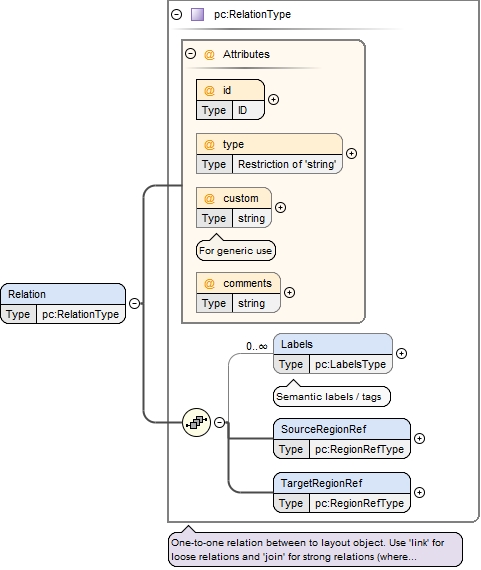 pc:RelationType
@ Attributes
@ id
Type ID
@ type
Type Restriction of 'string'
@ custom
Type string
For generic use
@ comments
Type string
Relation
Type pc:RelationType
0..∞
Labels
Type pc:LabelsType
Semantic labels / tags
SourceRegionRef
Type pc:RegionRefType
TargetRegionRef
Type pc:RegionRefType
One-to-one relation between to layout object. Use 'link' for
loose relations and 'join' for strong relations (where...